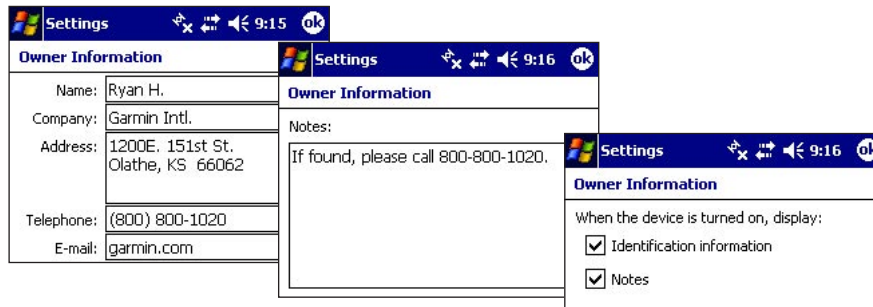 Settings 9:15 ok
Owner Information
Name: Ryan H.
Company: Garmin Intl.
Address: 1200E. 151st St.
Olathe, KS 66062
Telephone: (800) 800-1020
E-mail: garmin.com
Settings 9:16 ok
Owner Information
Notes:
If found, please call 800-800-1020.
Settings 9:16 ok
Owner Information
When the device is turned on, display:
Identification information
Notes